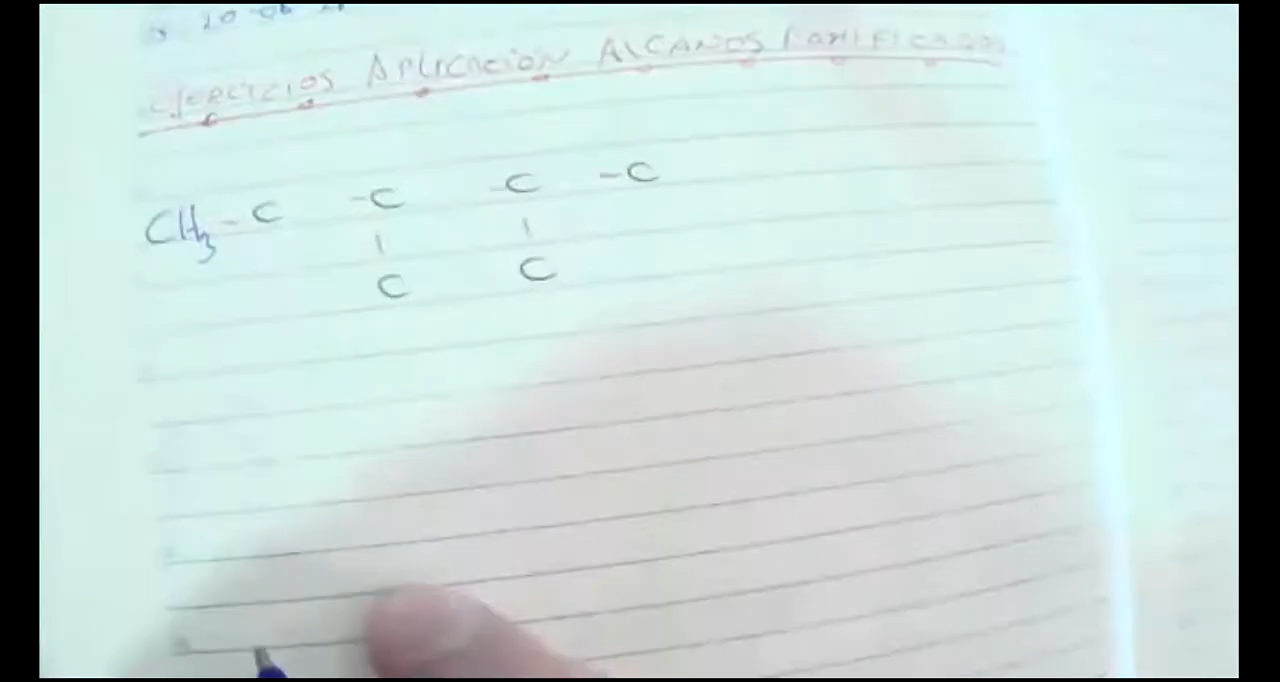 Ejercicios Aplicación Alcanos Ramificados
CH3 - C - C - C - C
C C